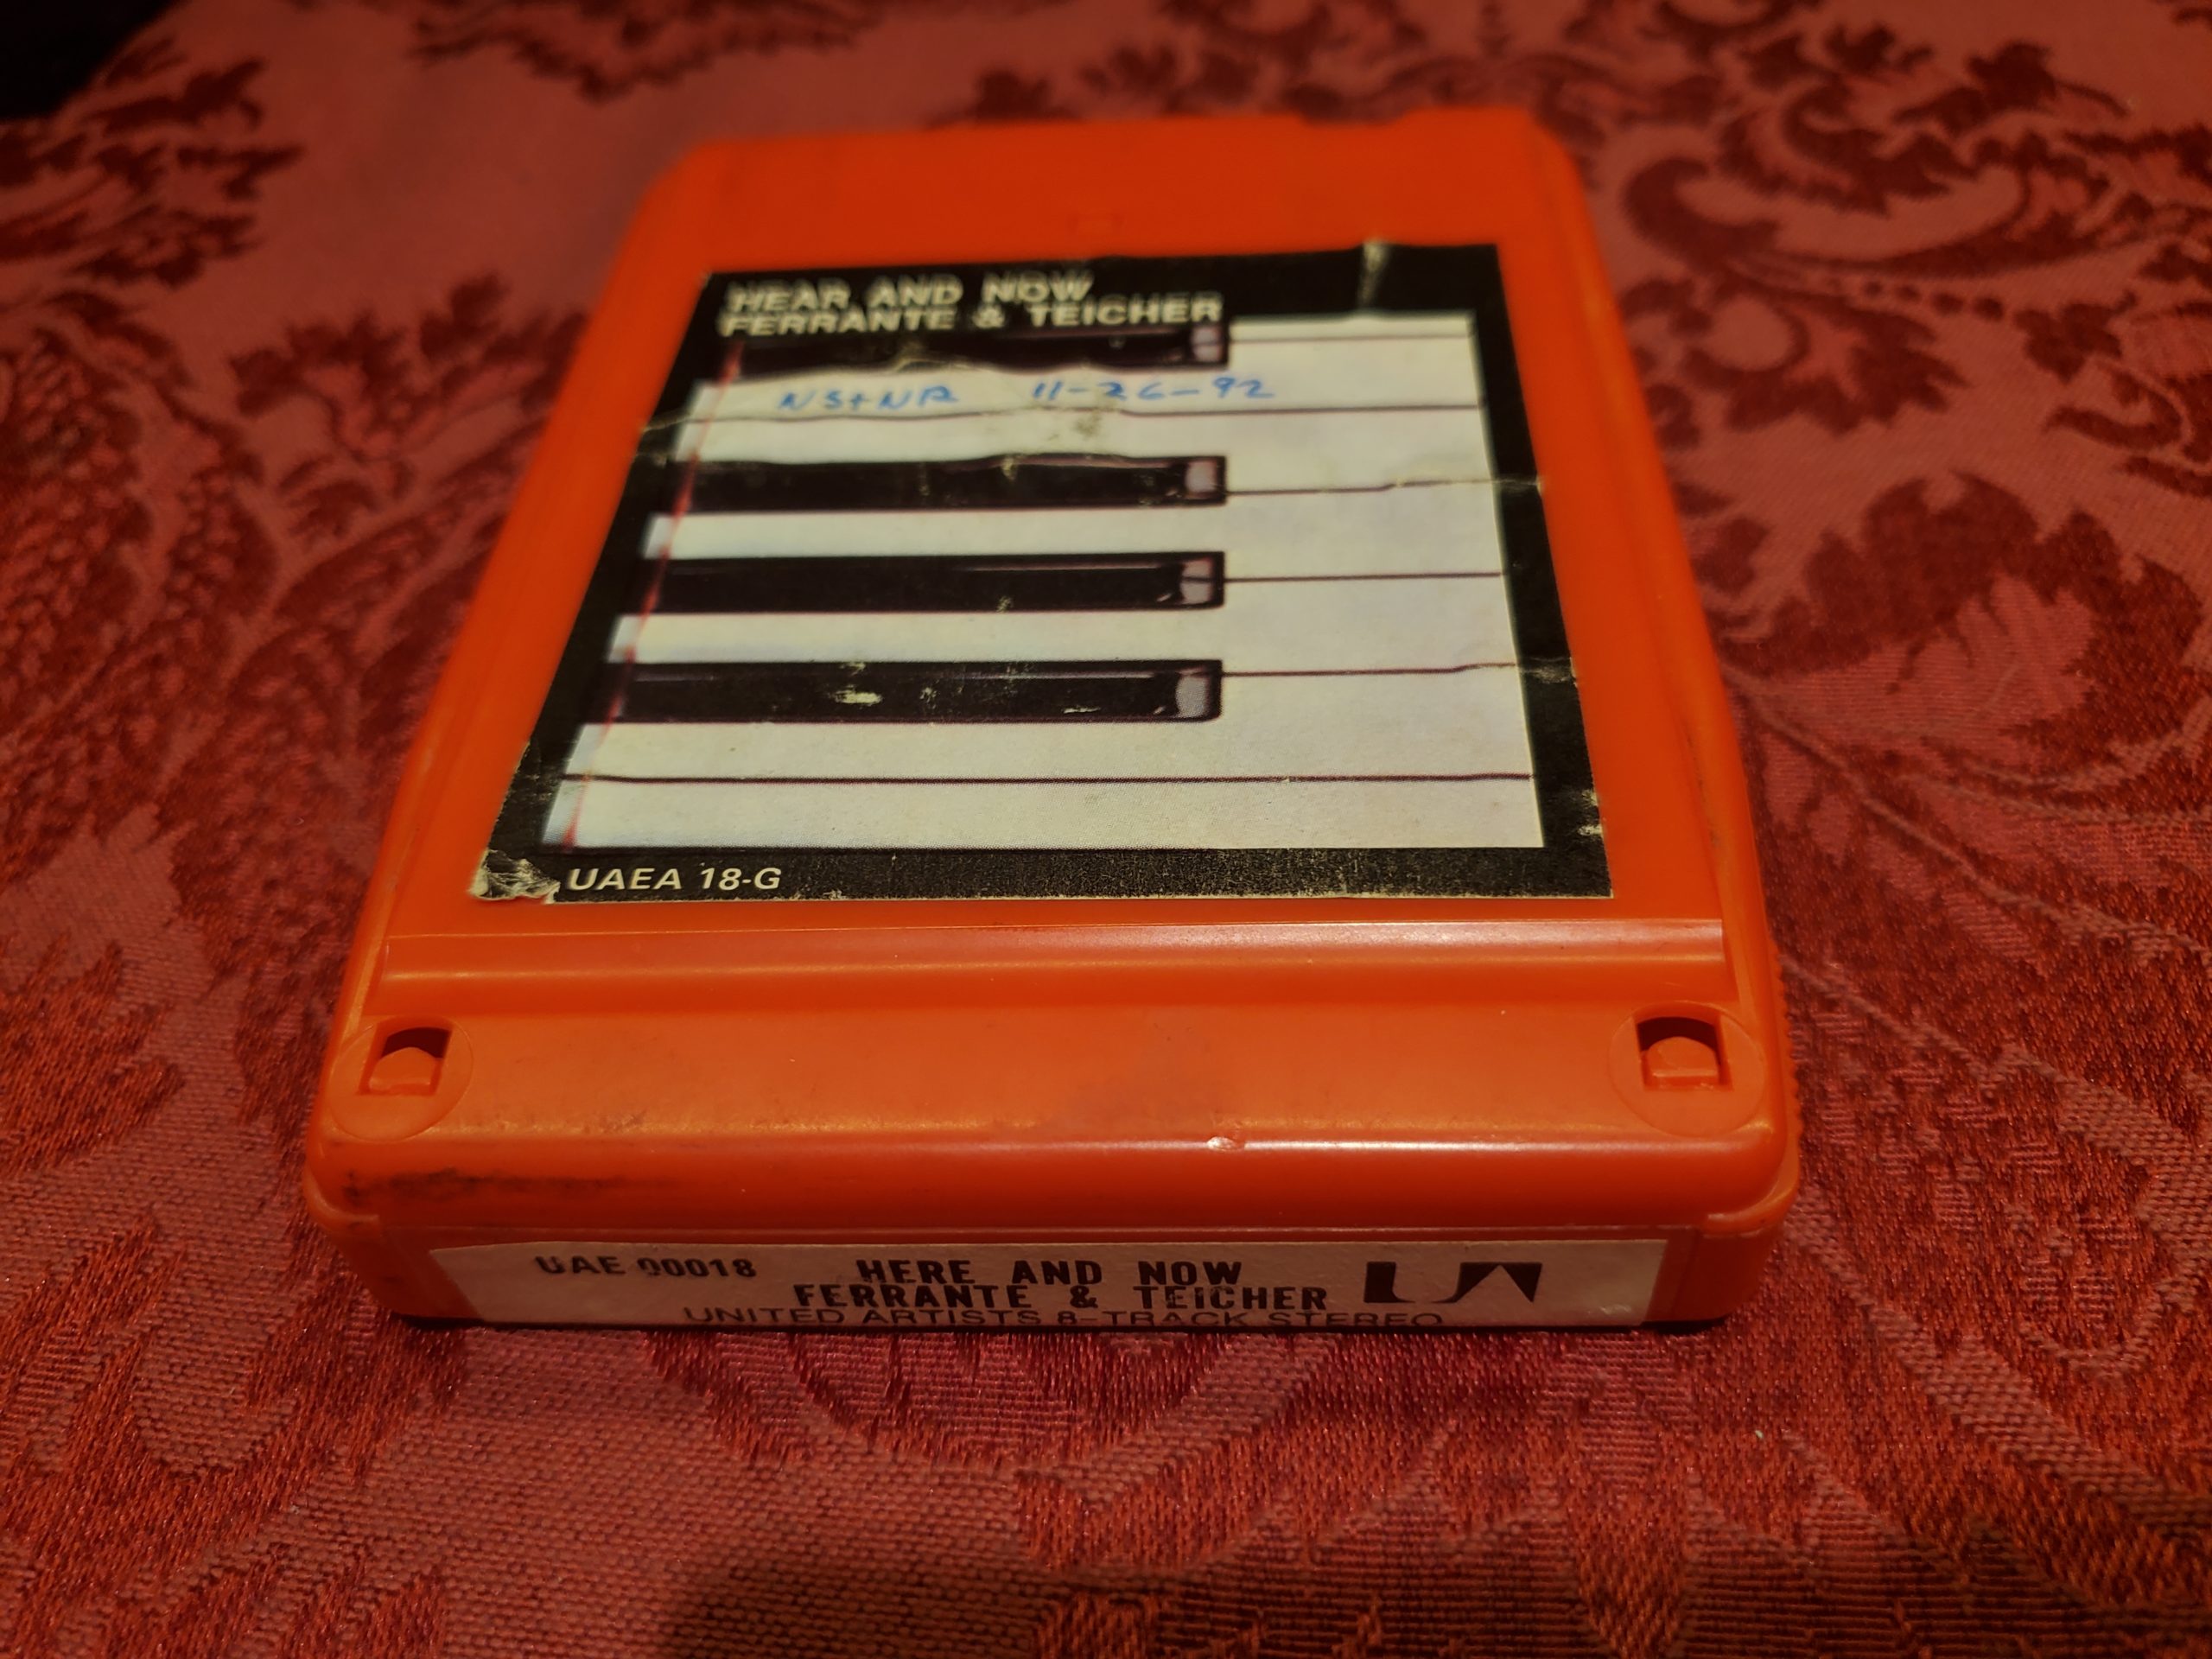 HEAR AND NOW
FERRANTE & TEICHER
NS+NR 11-26-92
UAEA 18-G
UAE 00018
HERE AND NOW
FERRANTE & TEICHER
UA
UNITED ARTISTS 8-TRACK STEREO